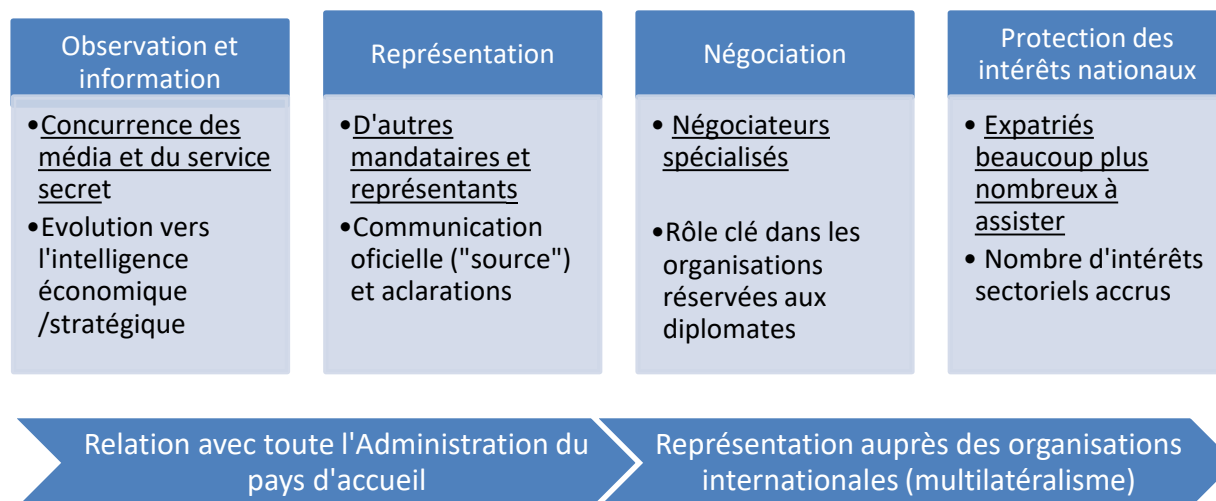 Observation et
information
•Concurrence des
média et du service
secret
•Evolution vers
l'intelligence
économique
/stratégique
Représentation
•D'autres
mandataires et
représentants
•Communication
oficielle ("source")
et aclarations
Négociation
• Négociateurs
spécialisés
•Rôle clé dans les
organisations
réservées aux
diplomates
Protection des
intérêts nationaux
• Expatriés
beaucoup plus
nombreux à
assister
• Nombre d'intérêts
sectoriels accrus
Relation avec toute l'Administration du
pays d'accueil
Représentation auprès des organisations
internationales (multilatéralisme)